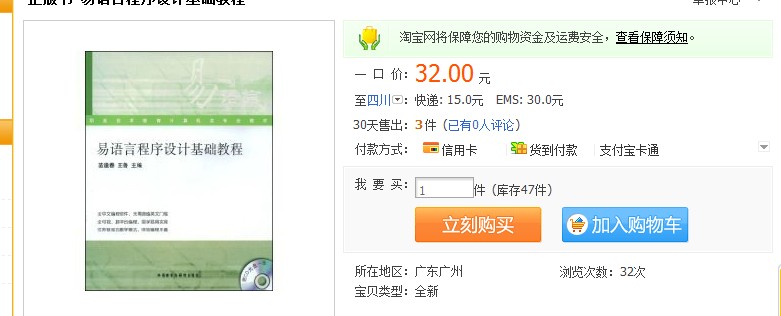 正版书 易语言程序设计基础教程
举报中心
淘宝网将保障您的购物资金及运费安全，查看保障须知。
一 口 价： 32.00 元
至四川 ： 快递: 15.0元 EMS: 30.0元
30天售出： 3件 （已有0人评论）
付款方式： 信用卡 货到付款 支付宝卡通
我 要 买： 1 件（库存47件）
立刻购买 加入购物车
所在地区： 广东广州 浏览次数： 32次
宝贝类型： 全新
易语言
易语言程序设计基础教程
主编